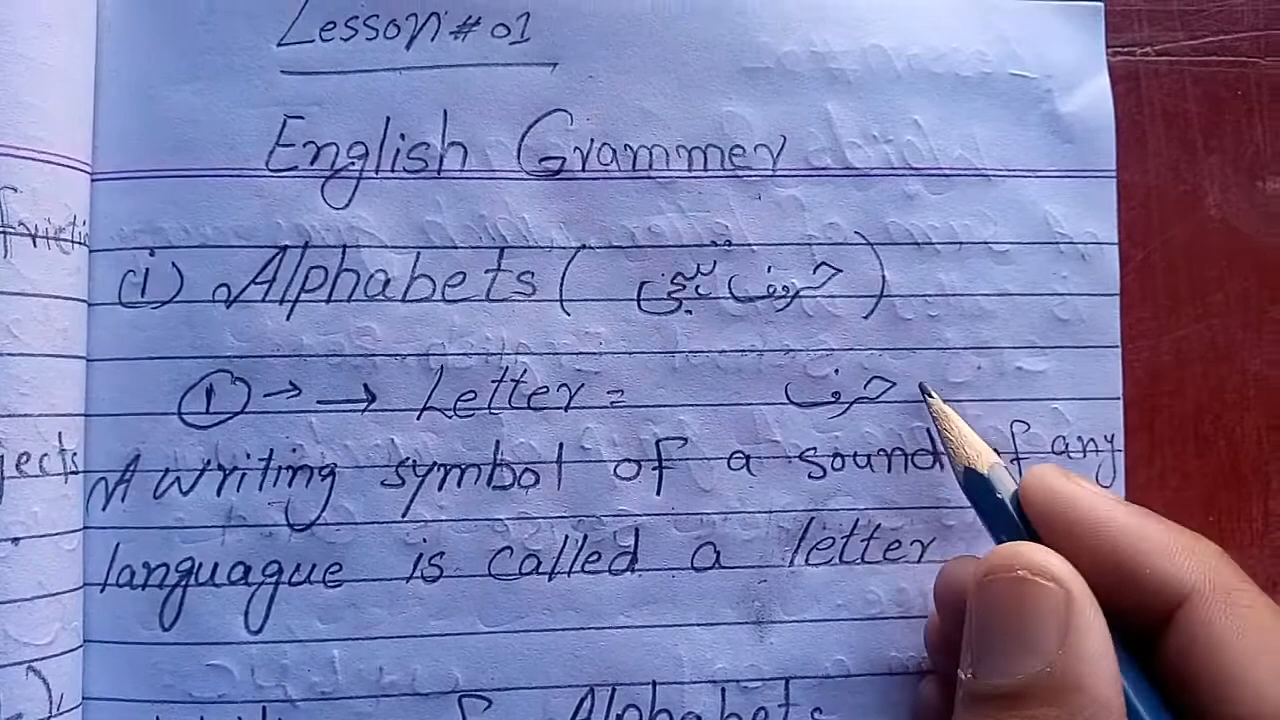 Lesson # 01
English Grammer
(i) Alphabets (حروف تہجی)
① → → Letter = حرف
A writing symbol of a sound of any
languague is called a letter
Alphabets